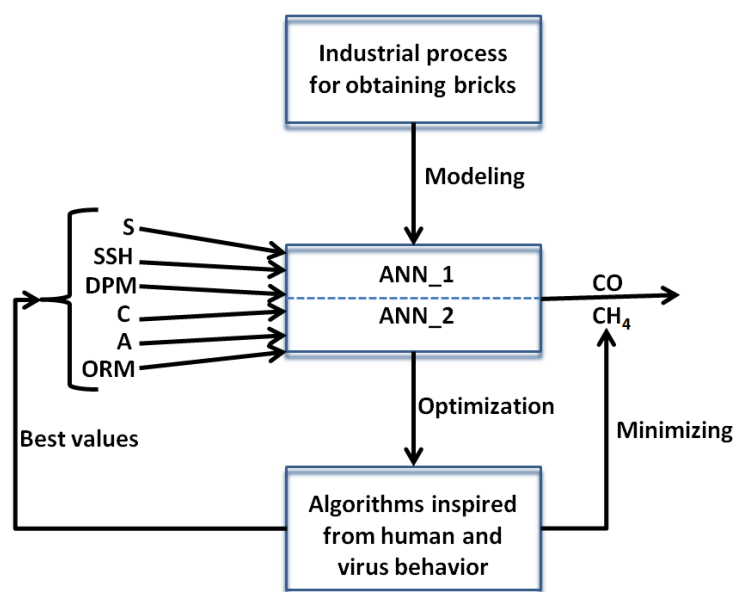 Industrial process
for obtaining bricks
Modeling
S
SSH
DPM
C
A
ORM
ANN_1
ANN_2
CO
CH₄
Optimization
Minimizing
Best values
Algorithms inspired
from human and
virus behavior